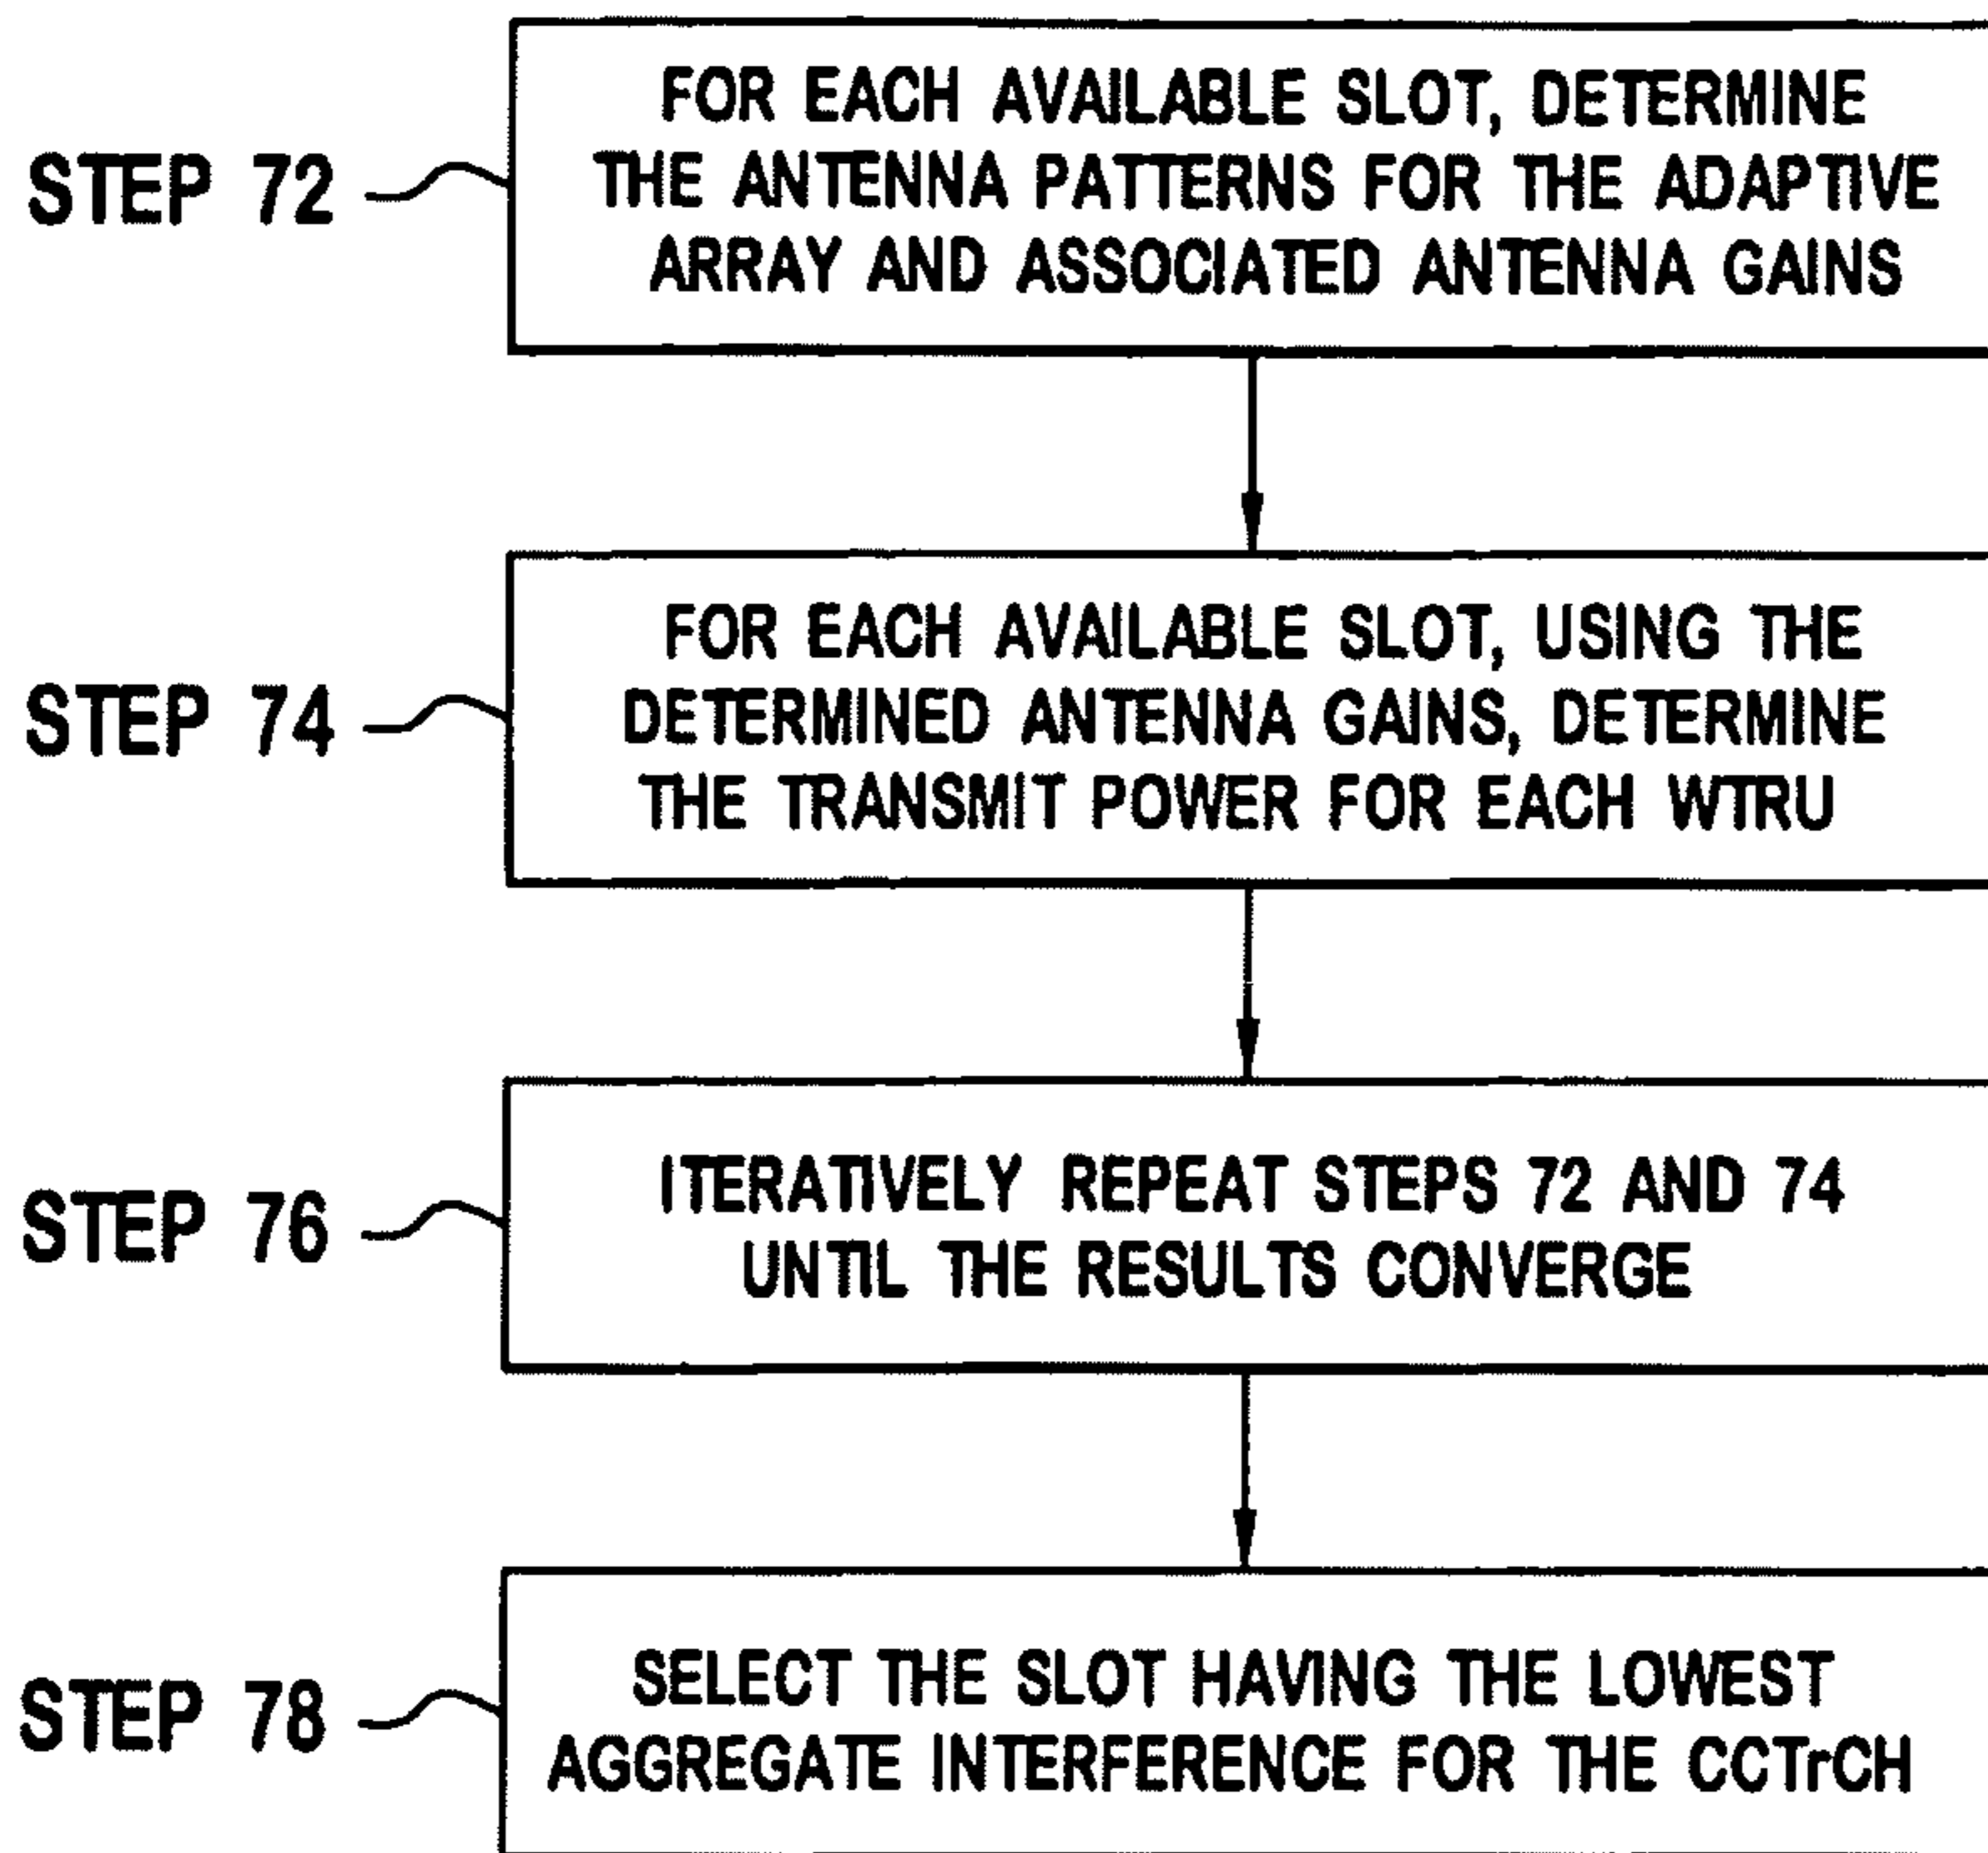 STEP 72
FOR EACH AVAILABLE SLOT, DETERMINE
THE ANTENNA PATTERNS FOR THE ADAPTIVE
ARRAY AND ASSOCIATED ANTENNA GAINS
STEP 74
FOR EACH AVAILABLE SLOT, USING THE
DETERMINED ANTENNA GAINS, DETERMINE
THE TRANSMIT POWER FOR EACH WTRU
STEP 76
ITERATIVELY REPEAT STEPS 72 AND 74
UNTIL THE RESULTS CONVERGE
STEP 78
SELECT THE SLOT HAVING THE LOWEST
AGGREGATE INTERFERENCE FOR THE CCTrCH